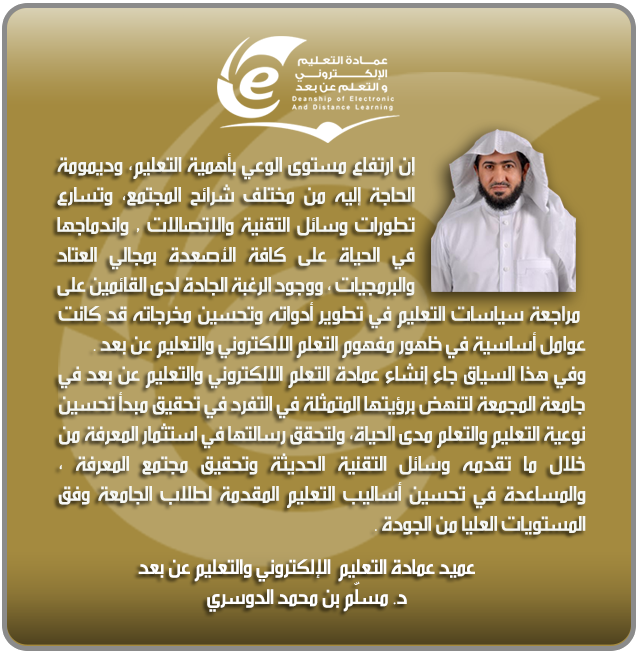 عمادة التعليم
الإلكتروني
و التعلم عن بعد
Deanship of Electronic
And Distance Learning
إن ارتفاع مستوى الوعي بأهمية التعليم، وديمومة
الحاجة إليه من مختلف شرائح المجتمع، وتسارع
تطورات وسائل التقنية والاتصالات ، واندماجها
في الحياة على كافة الأصعدة بمجالي العتاد
والبرمجيات ، ووجود الرغبة الجادة لدى القائمين على
مراجعة سياسات التعليم في تطوير أدواته وتحسين مخرجاته قد كانت
عوامل أساسية في ظهور مفهوم التعلم الالكتروني والتعليم عن بعد .
وفي هذا السياق جاء إنشاء عمادة التعلم الالكتروني والتعليم عن بعد في
جامعة المجمعة لتنهض برؤيتها المتمثلة في التفرد في تحقيق مبدأ تحسين
نوعية التعليم والتعلم مدى الحياة، ولتحقق رسالتها في استثمار المعرفة من
خلال ما تقدمه وسائل التقنية الحديثة وتحقيق مجتمع المعرفة ،
والمساعدة في تحسين أساليب التعليم المقدمة لطلاب الجامعة وفق
المستويات العليا من الجودة .
عميد عمادة التعليم الإلكتروني والتعليم عن بعد
د. مسلّم بن محمد الدوسري